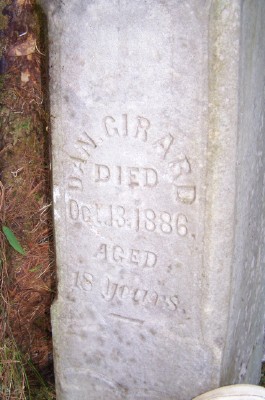 DAN. GIRARD
DIED
Oct. 13. 1886.
AGED
18 Years.